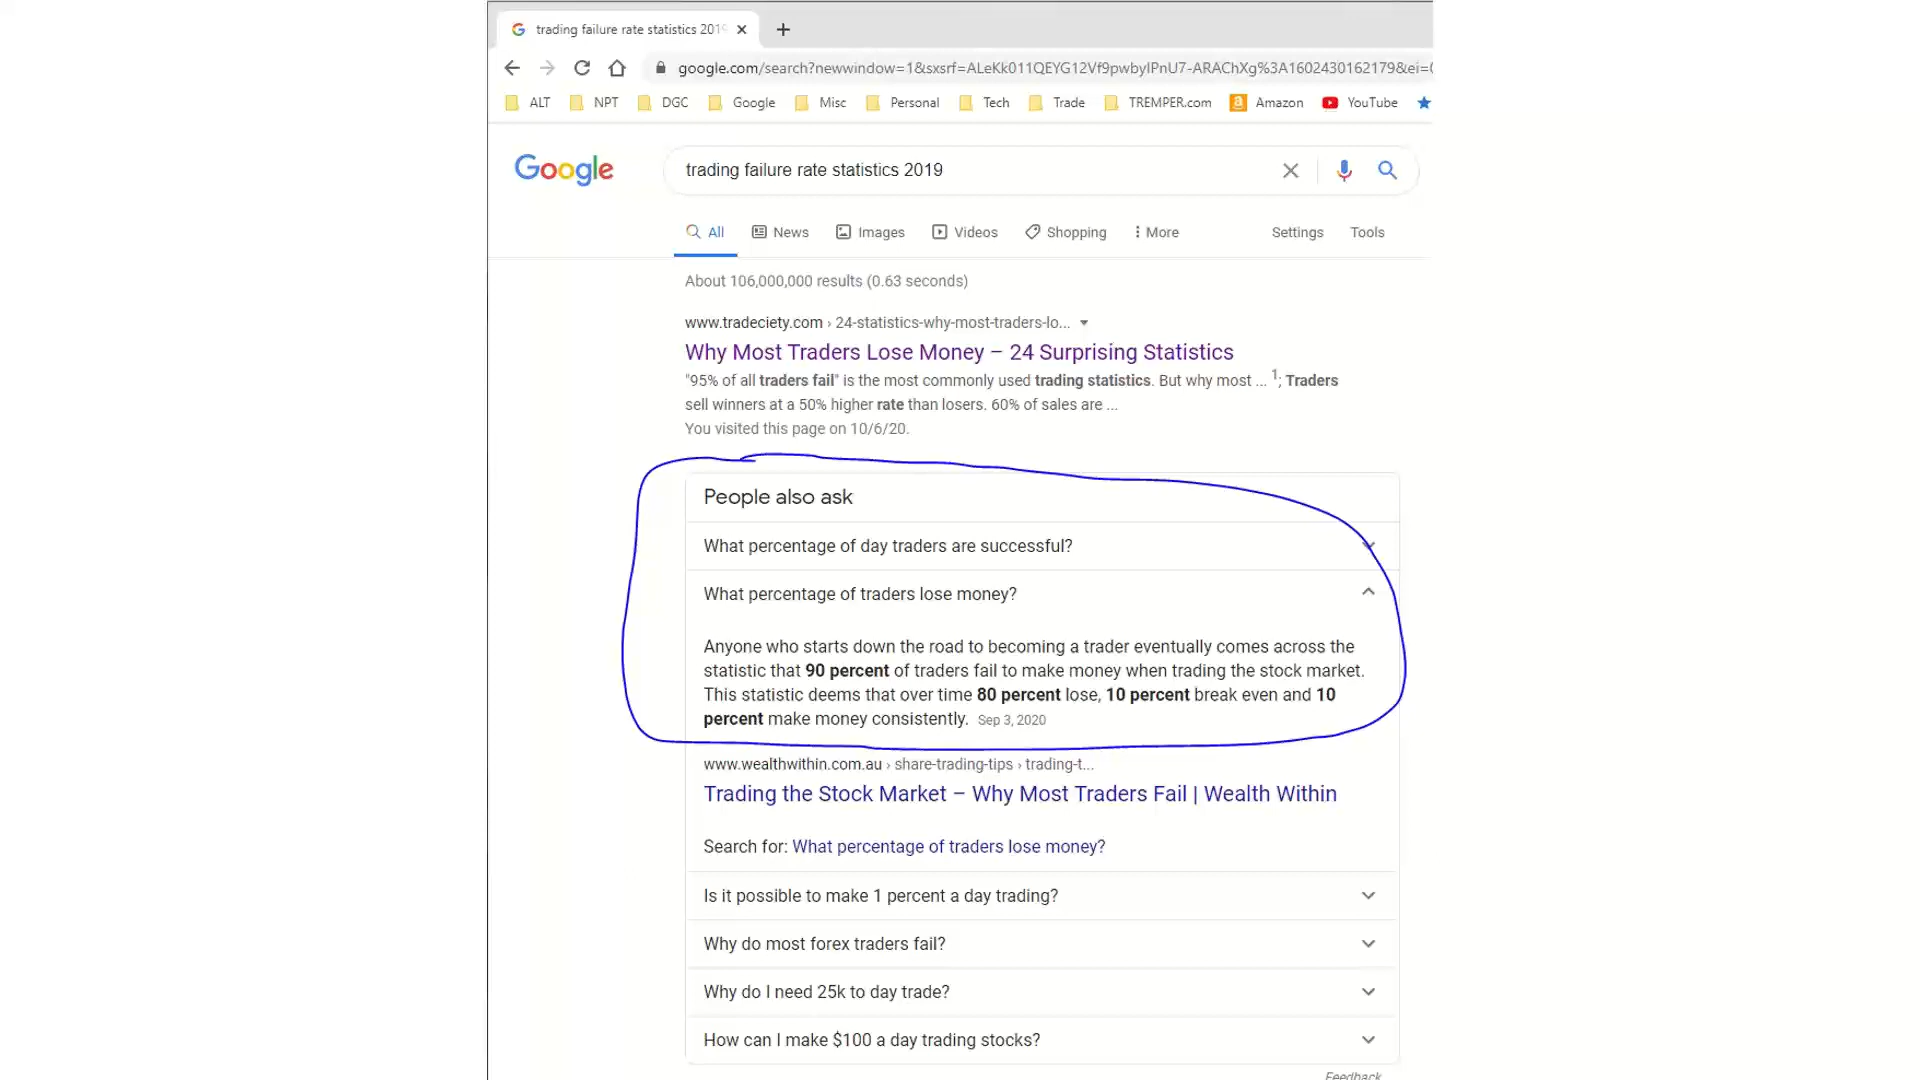 trading failure rate statistics 2019
google.com/search?newwindow=1&sxsrf=ALeKk011QEYG12Vf9pwbyIPnU7-ARAChXg%3A1602430162179&ei=
ALT NPT DGC Google Misc Personal Tech Trade TREMPER.com Amazon YouTube
Google trading failure rate statistics 2019
All News Images Videos Shopping More Settings Tools
About 106,000,000 results (0.63 seconds)
www.tradeciety.com › 24-statistics-why-most-traders-lo...
Why Most Traders Lose Money – 24 Surprising Statistics
"95% of all traders fail" is the most commonly used trading statistics. But why most ... 1; Traders
sell winners at a 50% higher rate than losers. 60% of sales are ...
You visited this page on 10/6/20.
People also ask
What percentage of day traders are successful?
What percentage of traders lose money?
Anyone who starts down the road to becoming a trader eventually comes across the
statistic that 90 percent of traders fail to make money when trading the stock market.
This statistic deems that over time 80 percent lose, 10 percent break even and 10
percent make money consistently. Sep 3, 2020
www.wealthwithin.com.au › share-trading-tips › trading-t...
Trading the Stock Market – Why Most Traders Fail | Wealth Within
Search for: What percentage of traders lose money?
Is it possible to make 1 percent a day trading?
Why do most forex traders fail?
Why do I need 25k to day trade?
How can I make $100 a day trading stocks?
Feedback